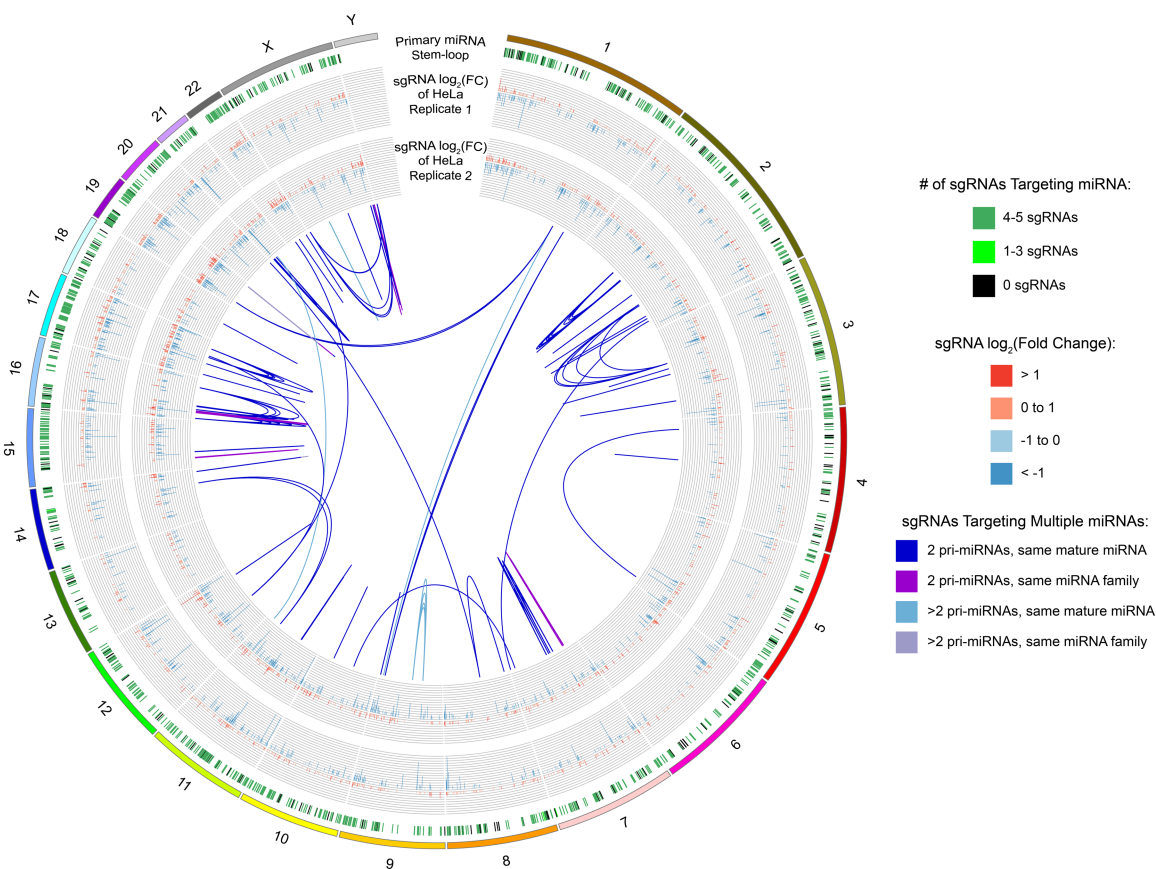 Primary miRNA
Stem-loop
sgRNA log2(FC)
of HeLa
Replicate 1
sgRNA log2(FC)
of HeLa
Replicate 2
1
2
3
4
5
6
7
8
9
10
11
12
13
14
15
16
17
18
19
20
21
22
X
Y
# of sgRNAs Targeting miRNA:
4-5 sgRNAs
1-3 sgRNAs
0 sgRNAs
sgRNA log2(Fold Change):
> 1
0 to 1
-1 to 0
< -1
sgRNAs Targeting Multiple miRNAs:
2 pri-miRNAs, same mature miRNA
2 pri-miRNAs, same miRNA family
>2 pri-miRNAs, same mature miRNA
>2 pri-miRNAs, same miRNA family